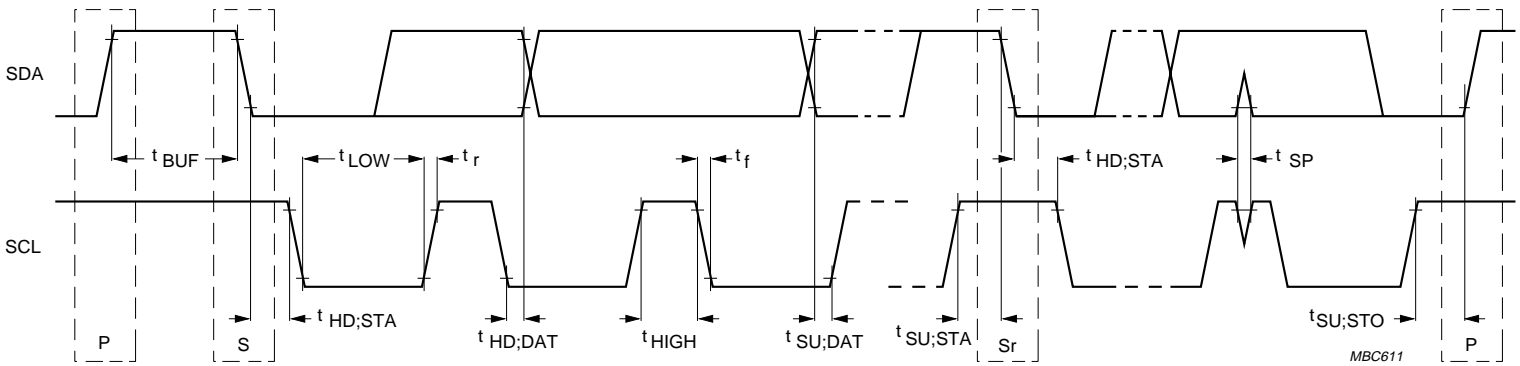 SDA
t BUF
t LOW
t r
t f
t HD;STA
t SP
SCL
t HD;STA
t HD;DAT
t HIGH
t SU;DAT
t SU;STA
t SU;STO
P
S
Sr
MBC611
P